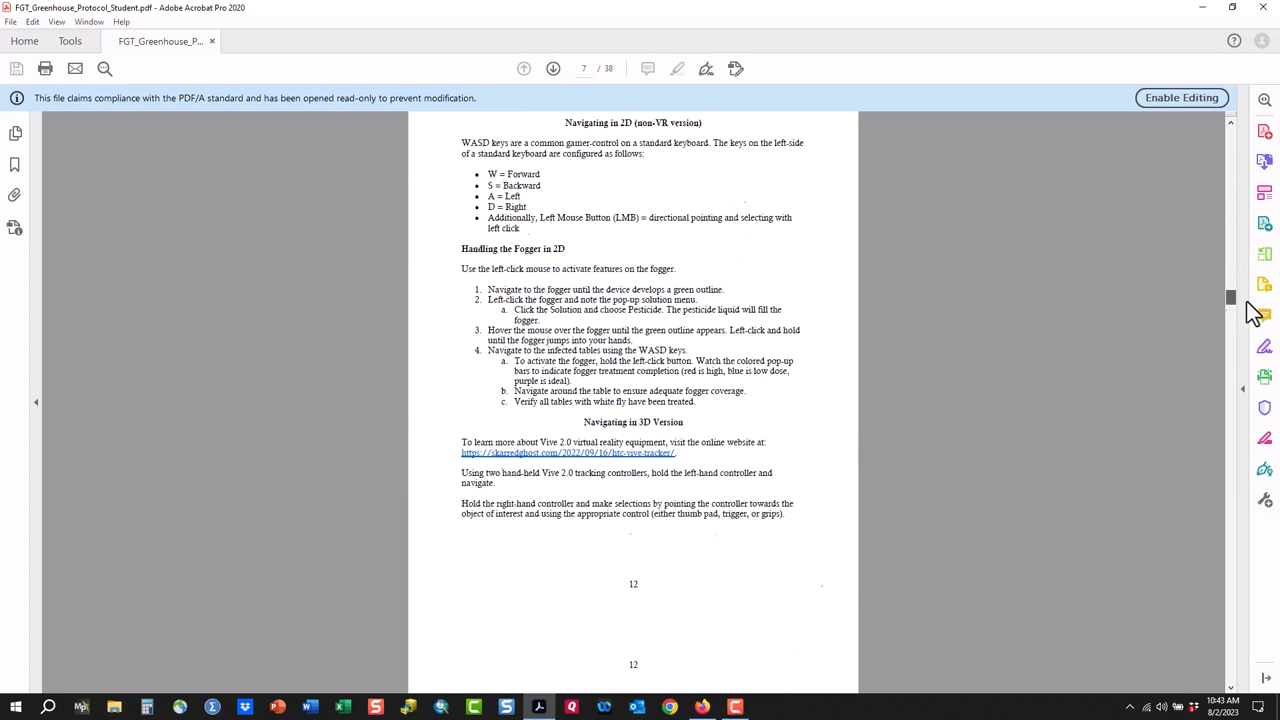 FGT_Greenhouse_Protocol_Student.pdf - Adobe Acrobat Pro 2020
File Edit View Window Help
Home Tools FGT_Greenhouse_P... ×
7 / 38
This file claims compliance with the PDF/A standard and has been opened read-only to prevent modification.
Enable Editing
Navigating in 2D (non-VR version)
WASD keys are a common gamer-control on a standard keyboard. The keys on the left-side
of a standard keyboard are configured as follows:
• W = Forward
• S = Backward
• A = Left
• D = Right
• Additionally, Left Mouse Button (LMB) = directional pointing and selecting with
left click
Handling the Fogger in 2D
Use the left-click mouse to activate features on the fogger.
1. Navigate to the fogger until the device develops a green outline.
2. Left-click the fogger and note the pop-up solution menu.
a. Click the Solution and choose Pesticide. The pesticide liquid will fill the
fogger.
3. Hover the mouse over the fogger until the green outline appears. Left-click and hold
until the fogger jumps into your hands.
4. Navigate to the infected tables using the WASD keys.
a. To activate the fogger, hold the left-click button. Watch the colored pop-up
bars to indicate fogger treatment completion (red is high, blue is low dose,
purple is ideal).
b. Navigate around the table to ensure adequate fogger coverage.
c. Verify all tables with white fly have been treated.
Navigating in 3D Version
To learn more about Vive 2.0 virtual reality equipment, visit the online website at:
https://skarredghost.com/2022/09/16/htc-vive-tracker/.
Using two hand-held Vive 2.0 tracking controllers, hold the left-hand controller and
navigate.
Hold the right-hand controller and make selections by pointing the controller towards the
object of interest and using the appropriate control (either thumb pad, trigger, or grips).
12
12
10:43 AM
8/2/2023